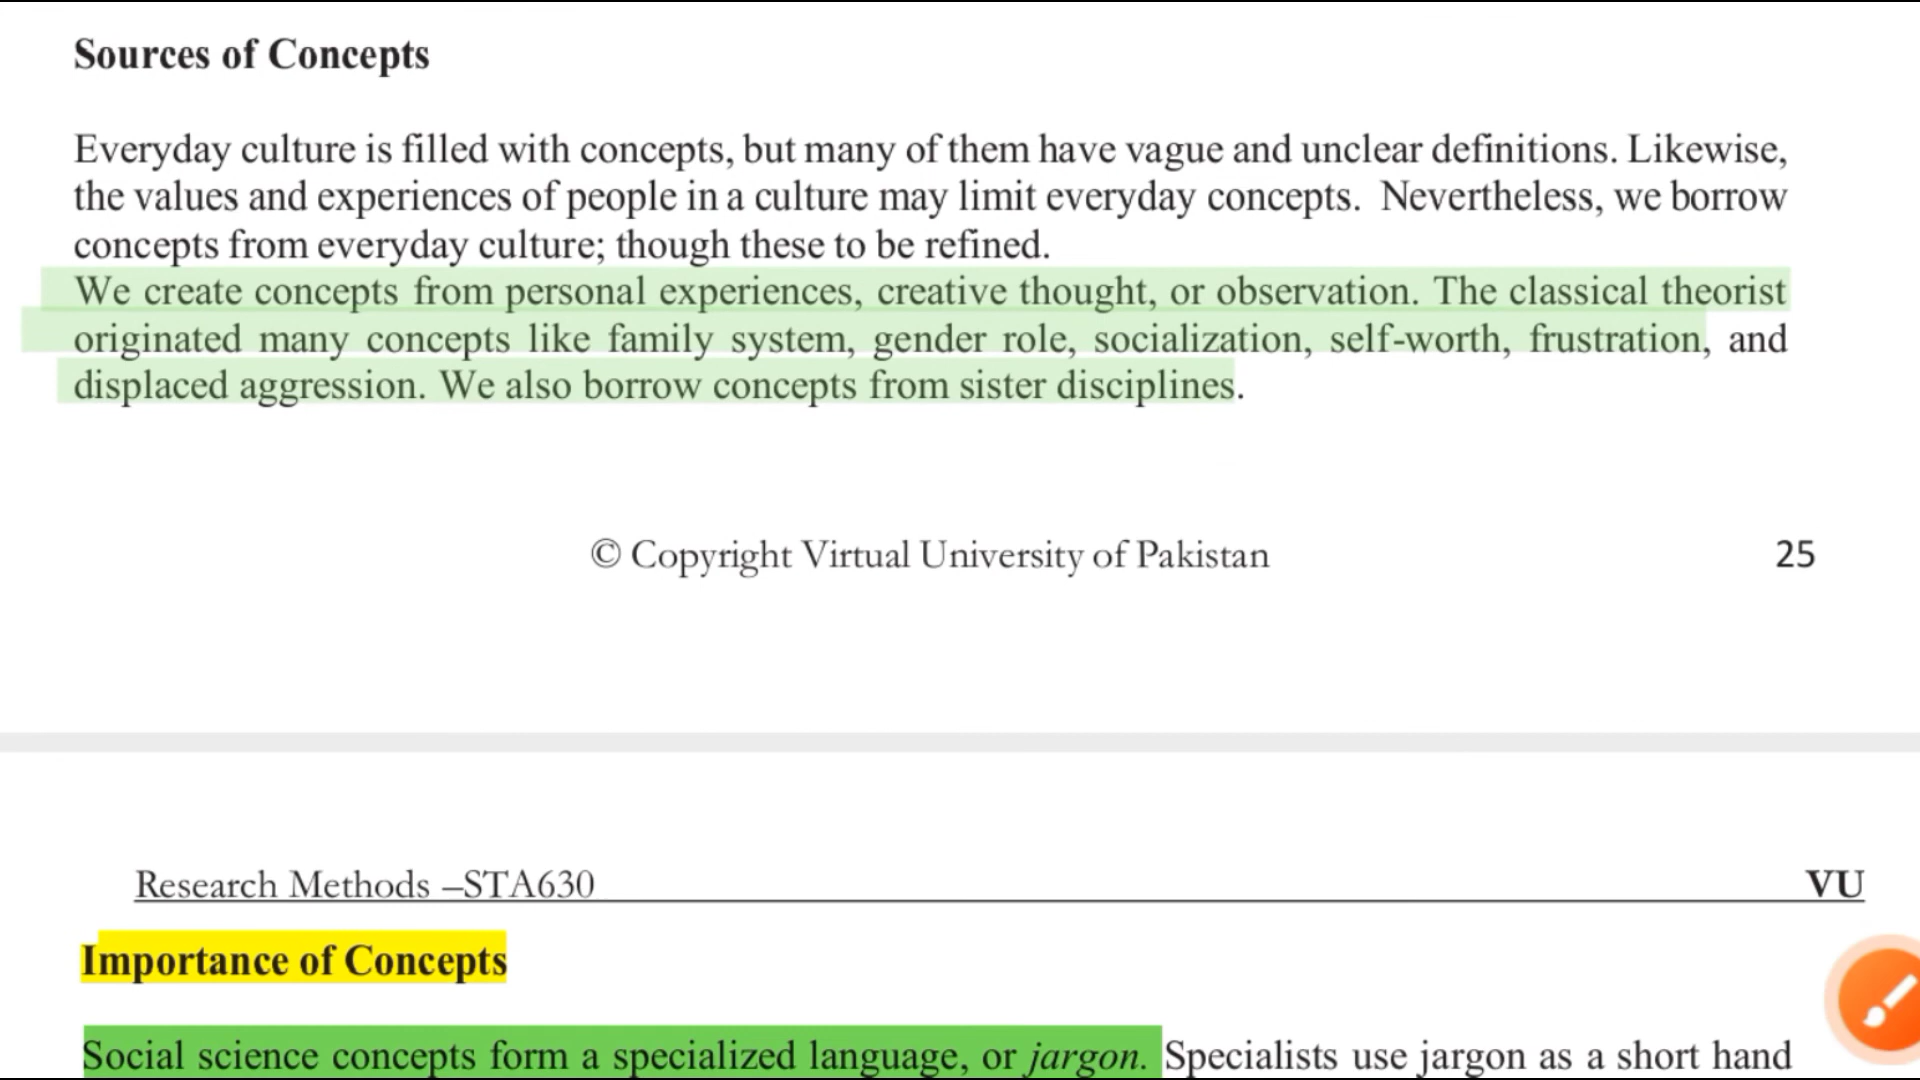 Sources of Concepts
Everyday culture is filled with concepts, but many of them have vague and unclear definitions. Likewise,
the values and experiences of people in a culture may limit everyday concepts. Nevertheless, we borrow
concepts from everyday culture; though these to be refined.
We create concepts from personal experiences, creative thought, or observation. The classical theorist
originated many concepts like family system, gender role, socialization, self-worth, frustration, and
displaced aggression. We also borrow concepts from sister disciplines.
© Copyright Virtual University of Pakistan 25
Research Methods –STA630 VU
Importance of Concepts
Social science concepts form a specialized language, or jargon. Specialists use jargon as a short hand